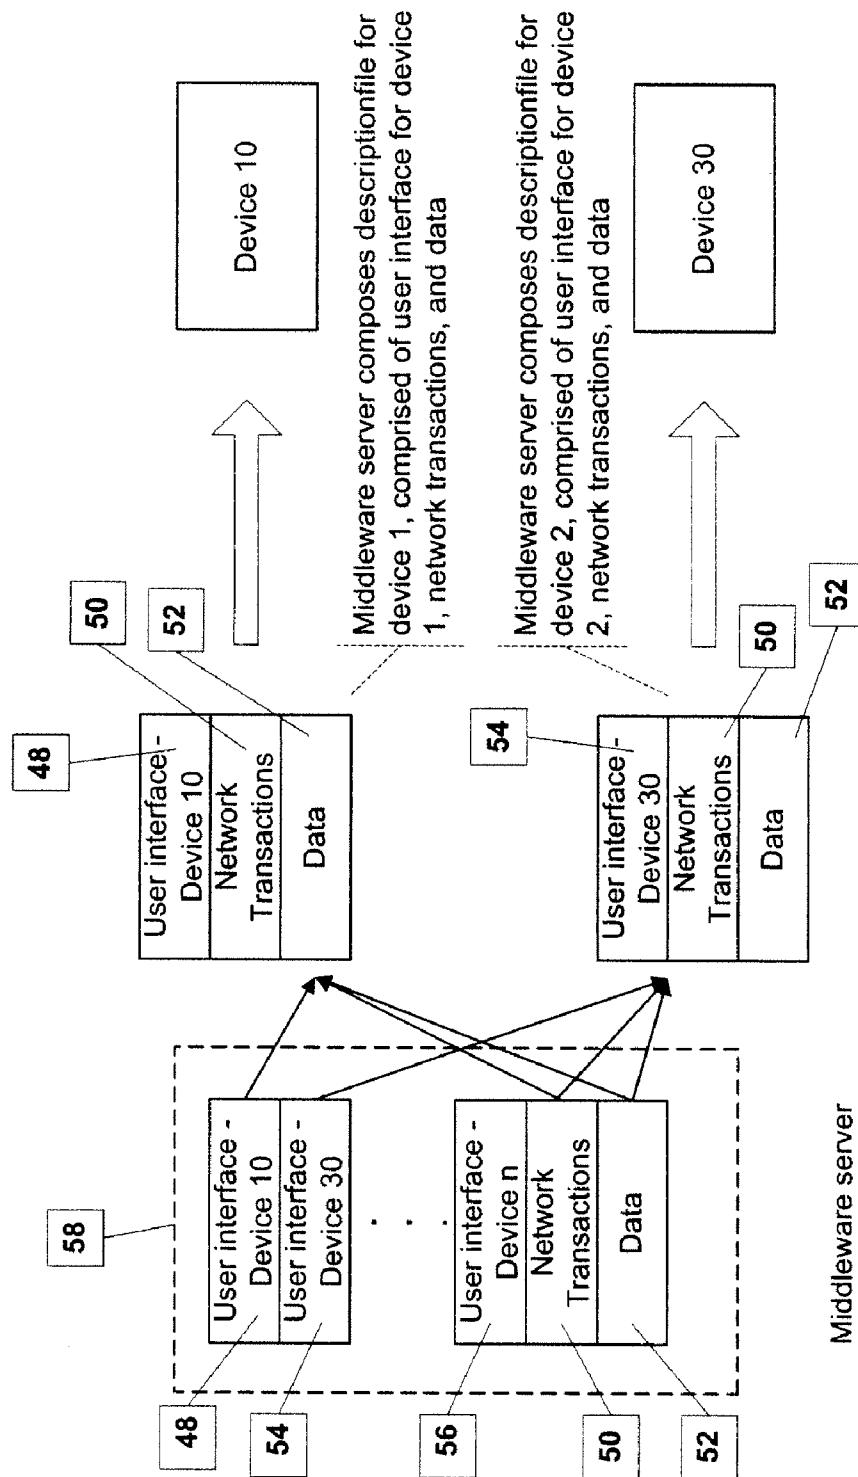 58
48
User interface -
Device 10
54
User interface -
Device 30
. . .
56
User interface -
Device n
50
Network
Transactions
52
Data
Middleware server
48
User interface -
Device 10
50
Network
Transactions
52
Data
Device 10
Middleware server composes descriptionfile for
device 1, comprised of user interface for device
1, network transactions, and data
54
User interface -
Device 30
50
Network
Transactions
52
Data
Device 30
Middleware server composes descriptionfile for
device 2, comprised of user interface for device
2, network transactions, and data